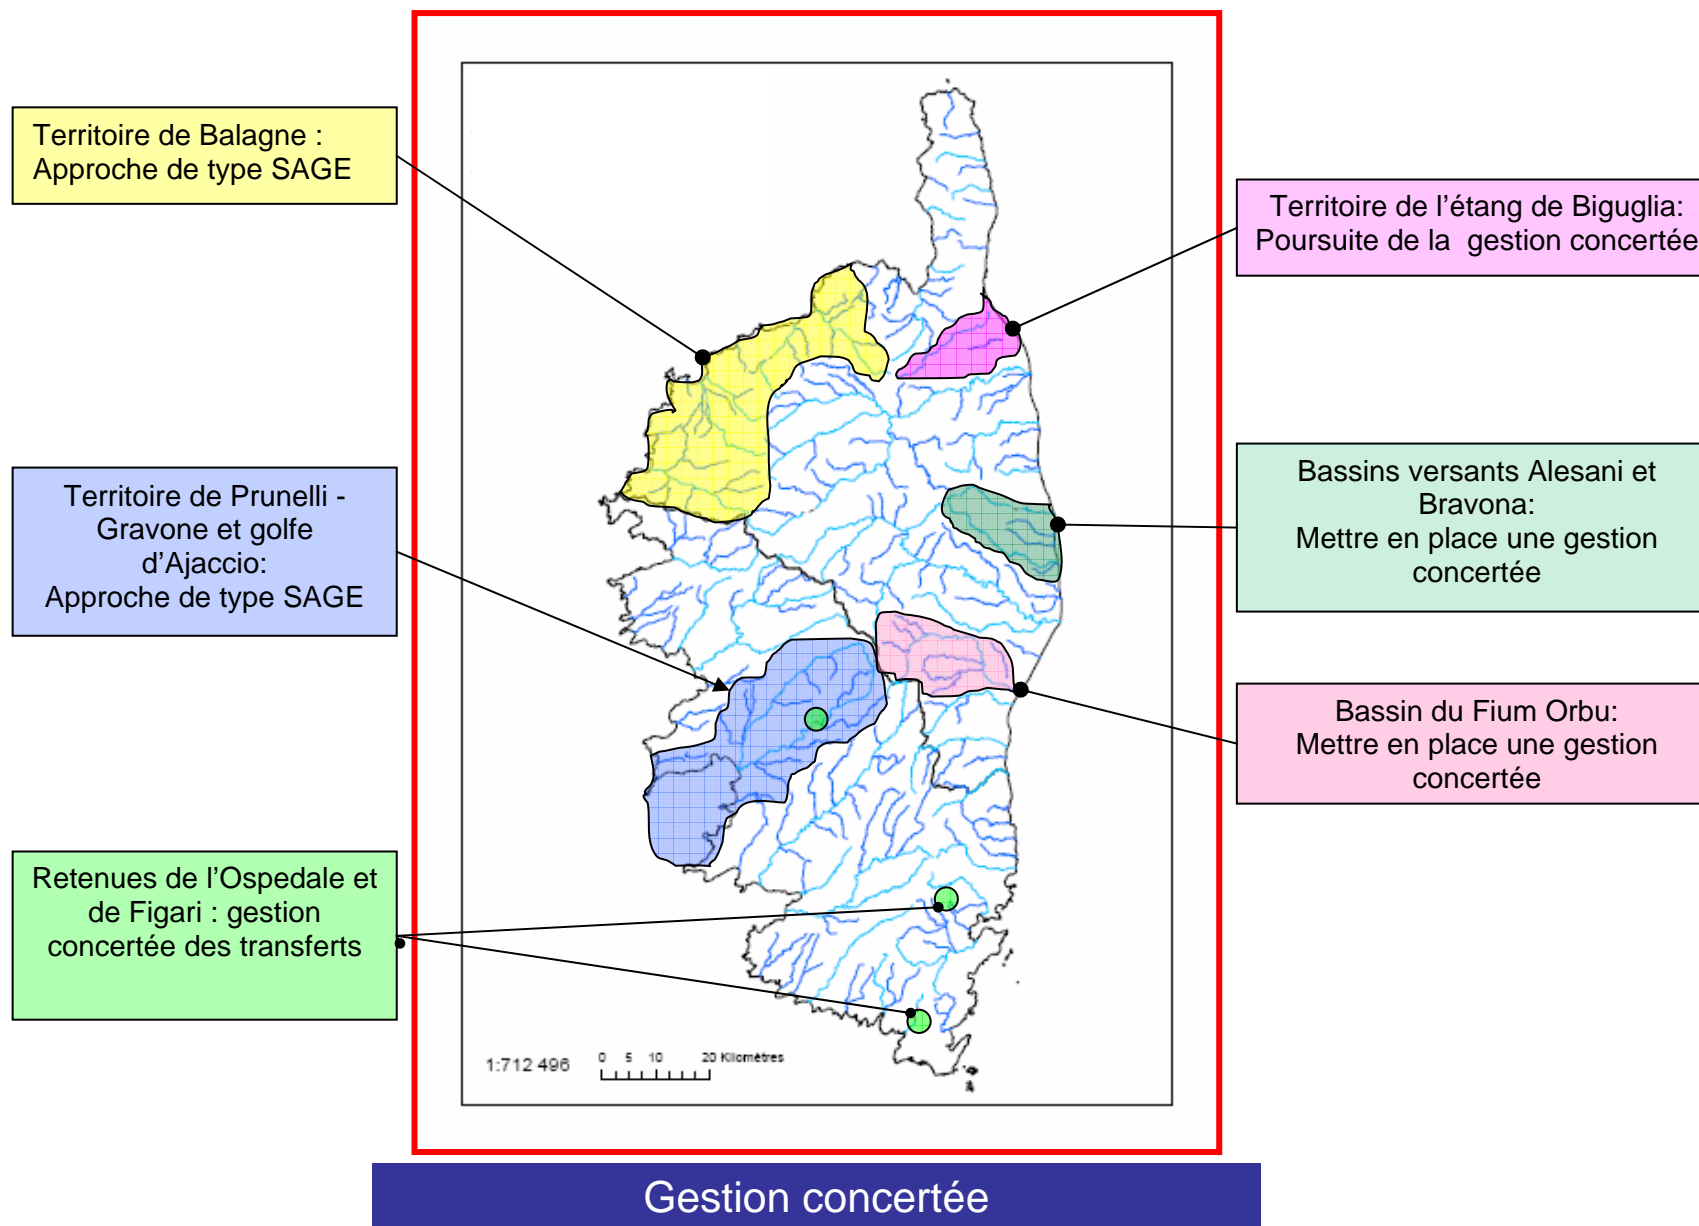 Territoire de Balagne :
Approche de type SAGE
Territoire de Prunelli -
Gravone et golfe
d’Ajaccio:
Approche de type SAGE
Retenues de l’Ospedale et
de Figari : gestion
concertée des transferts
Territoire de l’étang de Biguglia:
Poursuite de la gestion concertée
Bassins versants Alesani et
Bravona:
Mettre en place une gestion
concertée
Bassin du Fium Orbu:
Mettre en place une gestion
concertée
1:712 496
0 5 10 20 Kilomètres
Gestion concertée